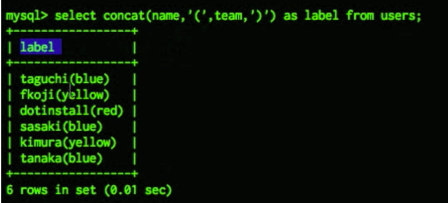 mysql> select concat(name,'(',team,')') as label from users;
+-----------------+
| label           |
+-----------------+
| taguchi(blue)   |
| fkoji(yellow)   |
| dotinstall(red) |
| sasaki(blue)    |
| kimura(yellow)  |
| tanaka(blue)    |
+-----------------+
6 rows in set (0.01 sec)